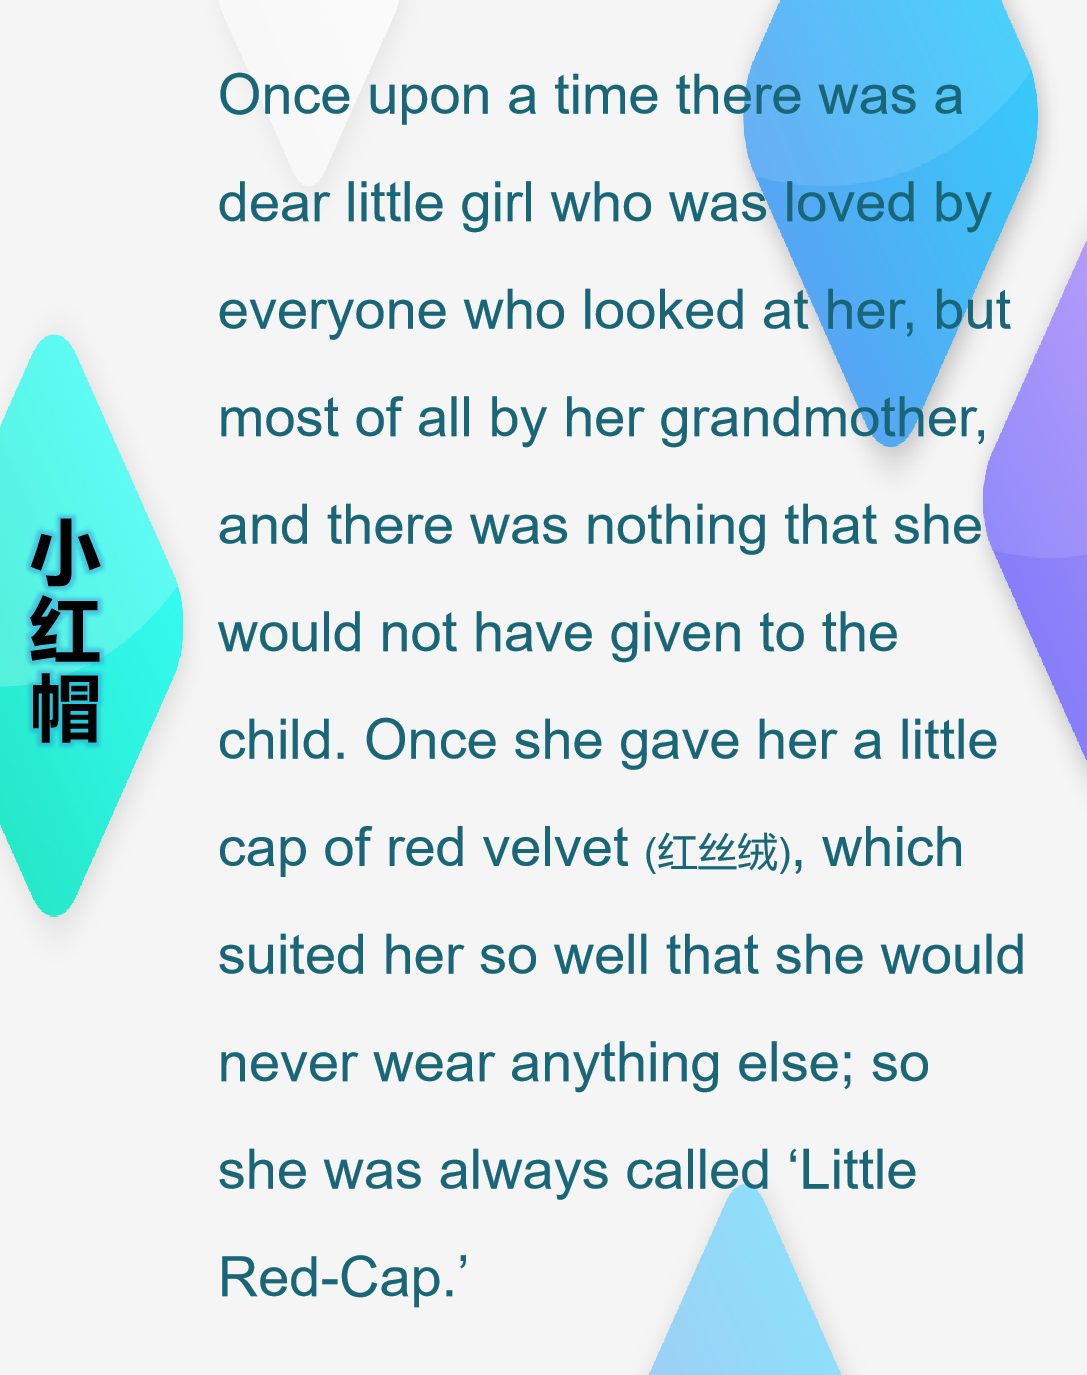 小红帽
Once upon a time there was a
dear little girl who was loved by
everyone who looked at her, but
most of all by her grandmother,
and there was nothing that she
would not have given to the
child. Once she gave her a little
cap of red velvet (红丝绒), which
suited her so well that she would
never wear anything else; so
she was always called ‘Little
Red-Cap.’